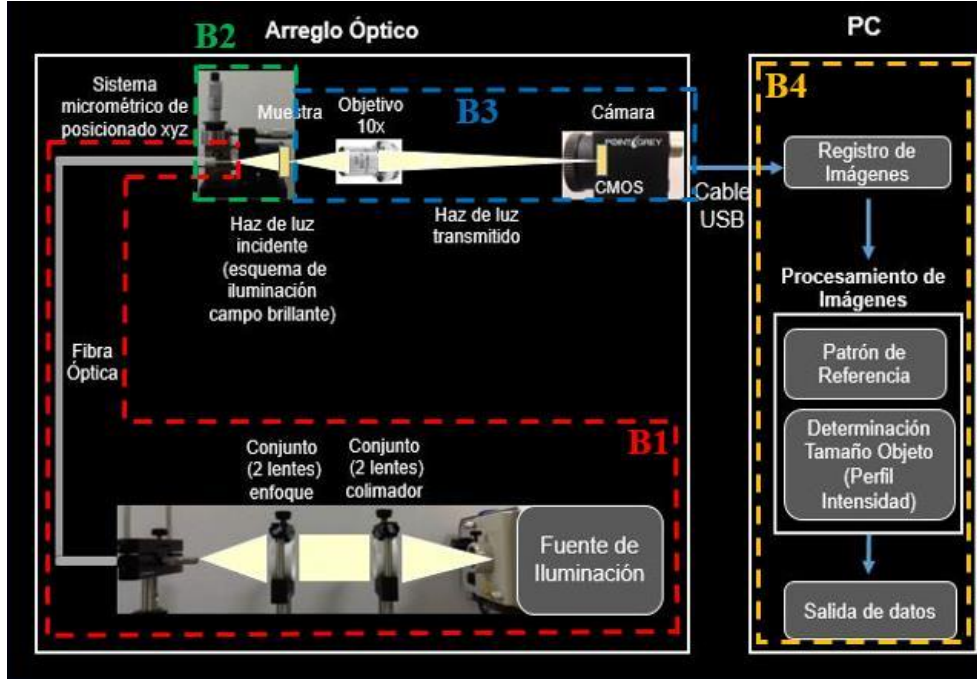 Arreglo Óptico
PC
B2
Sistema
micrométrico de
posicionado xyz
Muestra
Objetivo
10x
B3
Cámara
POINT GREY
CMOS
Cable
USB
Haz de luz
incidente
(esquema de
iluminación
campo brillante)
Haz de luz
transmitido
Fibra
Óptica
B1
Conjunto
(2 lentes)
enfoque
Conjunto
(2 lentes)
colimador
Fuente de
Iluminación
B4
Registro de
Imágenes
Procesamiento de
Imágenes
Patrón de
Referencia
Determinación
Tamaño Objeto
(Perfil
Intensidad)
Salida de datos